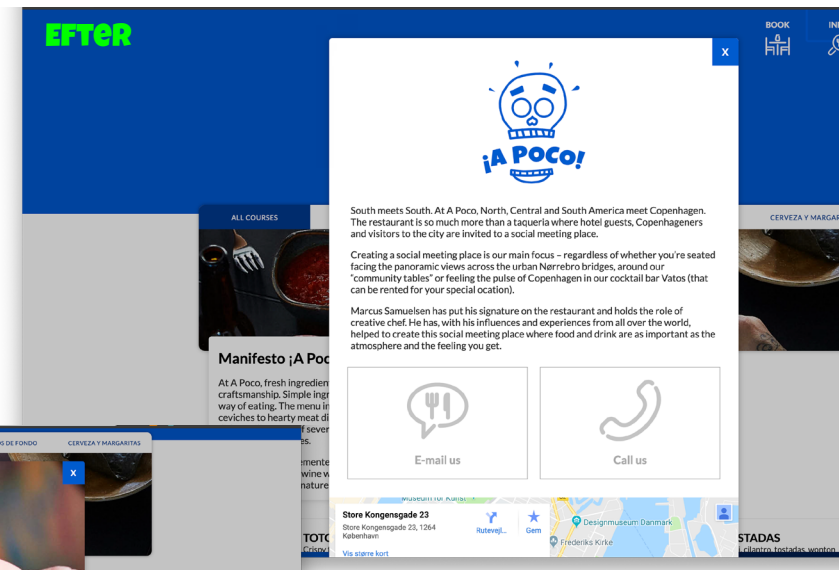 EFTER
BOOK
X
¡A POCO!
ALL COURSES
South meets South. At A Poco, North, Central and South America meet Copenhagen.
The restaurant is so much more than a taqueria where hotel guests, Copenhageners
and visitors to the city are invited to a social meeting place.
Creating a social meeting place is our main focus – regardless of whether you're seated
facing the panoramic views across the urban Nørrebro bridges, around our
"community tables" or feeling the pulse of Copenhagen in our cocktail bar Vatos (that
can be rented for your special ocation).
Marcus Samuelsen has put his signature on the restaurant and holds the role of
creative chef. He has, with his influences and experiences from all over the world,
helped to create this social meeting place where food and drink are as important as the
atmosphere and the feeling you get.
CERVEZA Y
Manifesto ¡A Poc
At A Poco, fresh
craftsmanship. Simple
way of eating. The menu
ceviches to hearty meat
E-mail us
Call us
DE FONDO
CERVEZA Y MARGARITAS
X
wine
Museum for Kunst
Store Kongensgade 23
Store Kongensgade 23, 1264
København
Vis større kort
Rutevejl...
Gem
Designmuseum Danmark
Frederiks Kirke
cilantro, tostadas, wonton